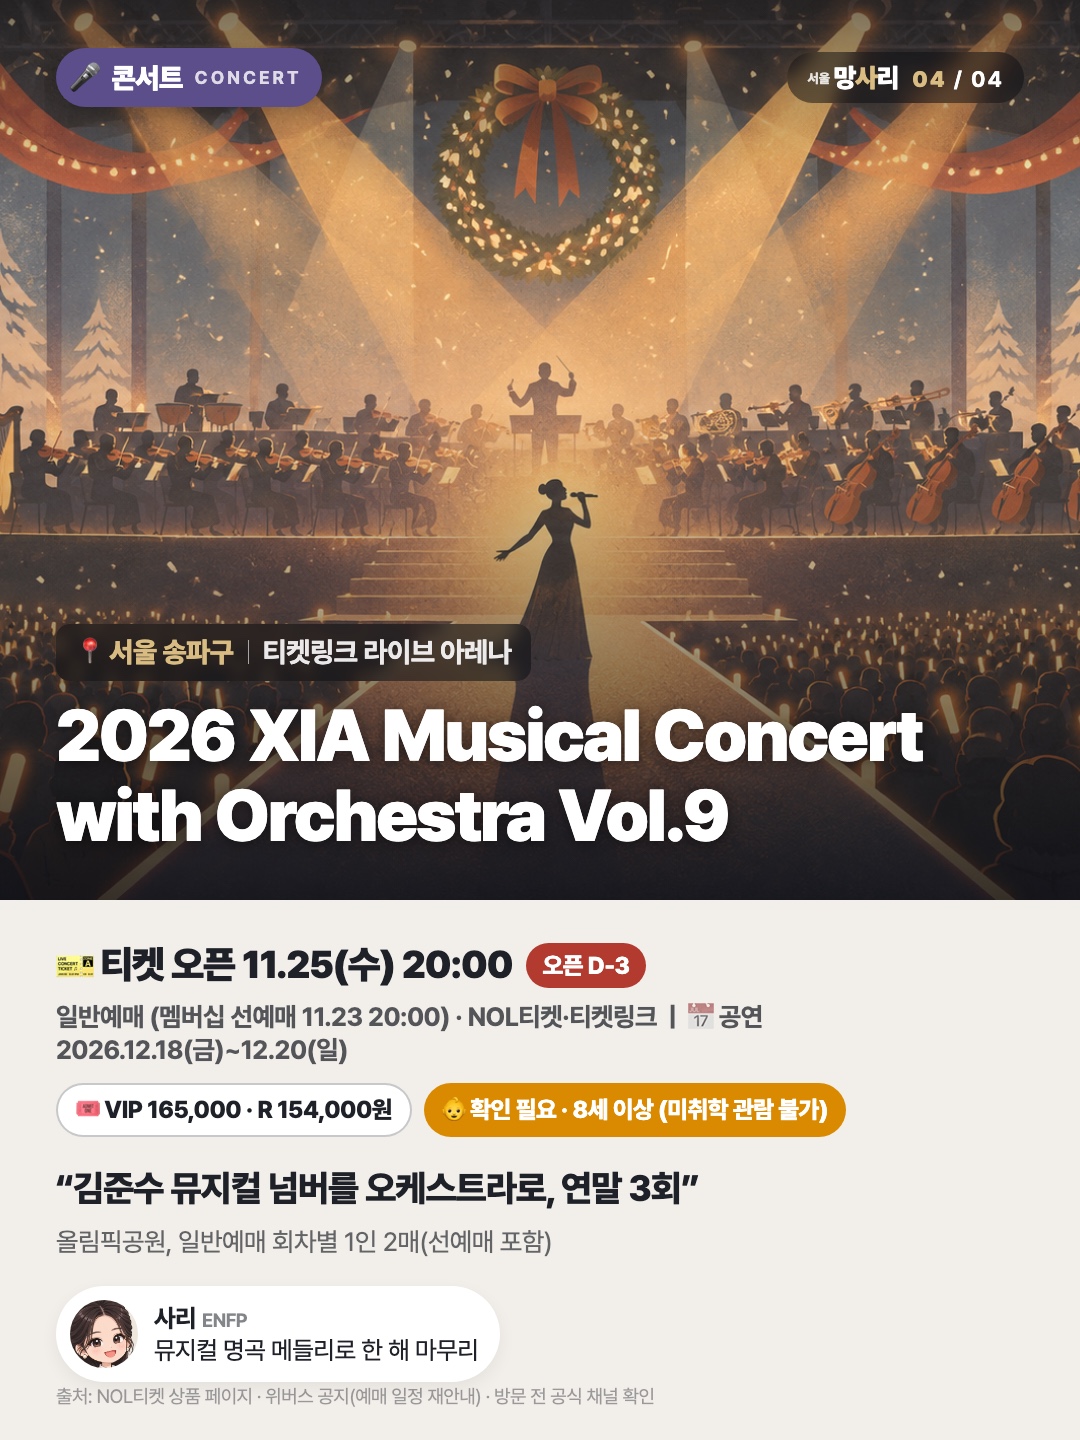 콘서트 CONCERT
서울 망사리 04 / 04
서울 송파구 | 티켓링크 라이브 아레나
2026 XIA Musical Concert
with Orchestra Vol.9
티켓 오픈 11.25(수) 20:00 오픈 D-3
일반예매 (멤버십 선예매 11.23 20:00) · NOL티켓·티켓링크 | 17 공연
2026.12.18(금)~12.20(일)
VIP 165,000 · R 154,000원 확인 필요 · 8세 이상 (미취학 관람 불가)
“김준수 뮤지컬 넘버를 오케스트라로, 연말 3회”
올림픽공원, 일반예매 회차별 1인 2매(선예매 포함)
사리 ENFP
뮤지컬 명곡 메들리로 한 해 마무리
출처: NOL티켓 상품 페이지 · 위버스 공지(예매 일정 재안내) · 방문 전 공식 채널 확인